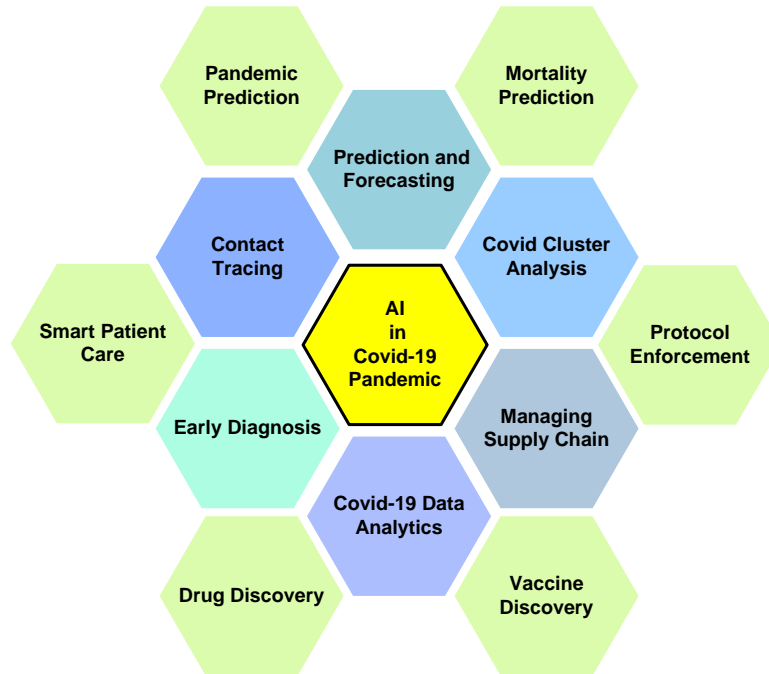 Pandemic
Prediction
Mortality
Prediction
Prediction and
Forecasting
Contact
Tracing
Covid Cluster
Analysis
Smart Patient
Care
AI
in
Covid-19
Pandemic
Protocol
Enforcement
Early Diagnosis
Managing
Supply Chain
Covid-19 Data
Analytics
Drug Discovery
Vaccine
Discovery